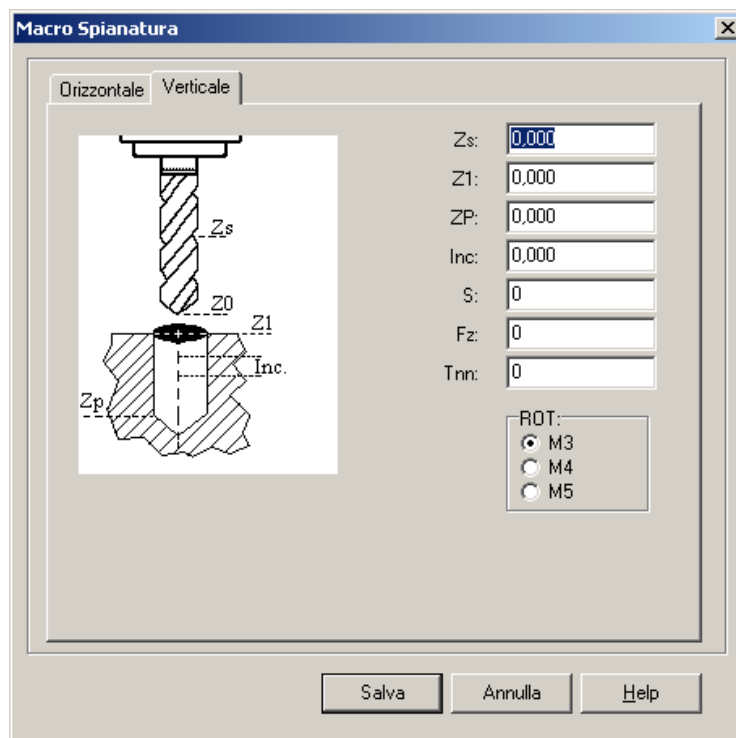 Macro Spianatura
Orizzontale Verticale
Zs
Z0
Z1
Inc.
Zp
Zs: 0,000
Z1: 0,000
ZP: 0,000
Inc: 0,000
S: 0
Fz: 0
Tnn: 0
ROT:
M3
M4
M5
Salva Annulla Help